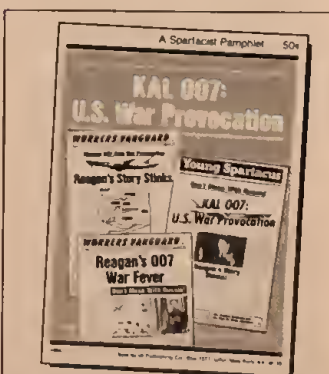 A Spartacist Pamphlet 50¢
KAL 007:
U.S. War Provocation
WORKERS VANGUARD
Reagan's Story Stinks
Young Spartacus
KAL 007:
U.S. War Provocation
WORKERS VANGUARD
Reagan's 007
War Fever